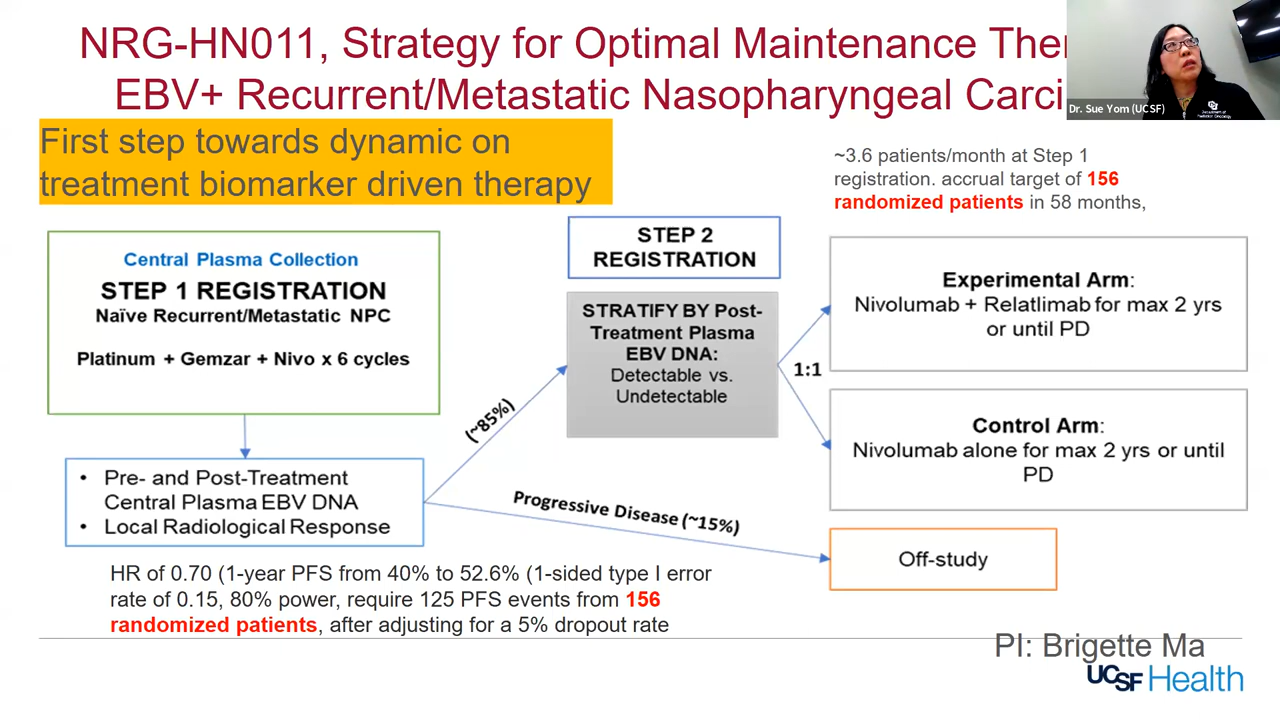 NRG-HN011, Strategy for Optimal Maintenance Ther
EBV+ Recurrent/Metastatic Nasopharyngeal Carci
Dr. Sue Yom (UCSF)
First step towards dynamic on
treatment biomarker driven therapy
~3.6 patients/month at Step 1
registration. accrual target of 156
randomized patients in 58 months,
Central Plasma Collection
STEP 1 REGISTRATION
Naïve Recurrent/Metastatic NPC
Platinum + Gemzar + Nivo x 6 cycles
• Pre- and Post-Treatment
Central Plasma EBV DNA
• Local Radiological Response
(~85%)
Progressive Disease (~15%)
STEP 2
REGISTRATION
STRATIFY BY Post-
Treatment Plasma
EBV DNA:
Detectable vs.
Undetectable
1:1
Experimental Arm:
Nivolumab + Relatlimab for max 2 yrs
or until PD
Control Arm:
Nivolumab alone for max 2 yrs or until
PD
Off-study
HR of 0.70 (1-year PFS from 40% to 52.6% (1-sided type I error
rate of 0.15, 80% power, require 125 PFS events from 156
randomized patients, after adjusting for a 5% dropout rate
PI: Brigette Ma
UCSF Health